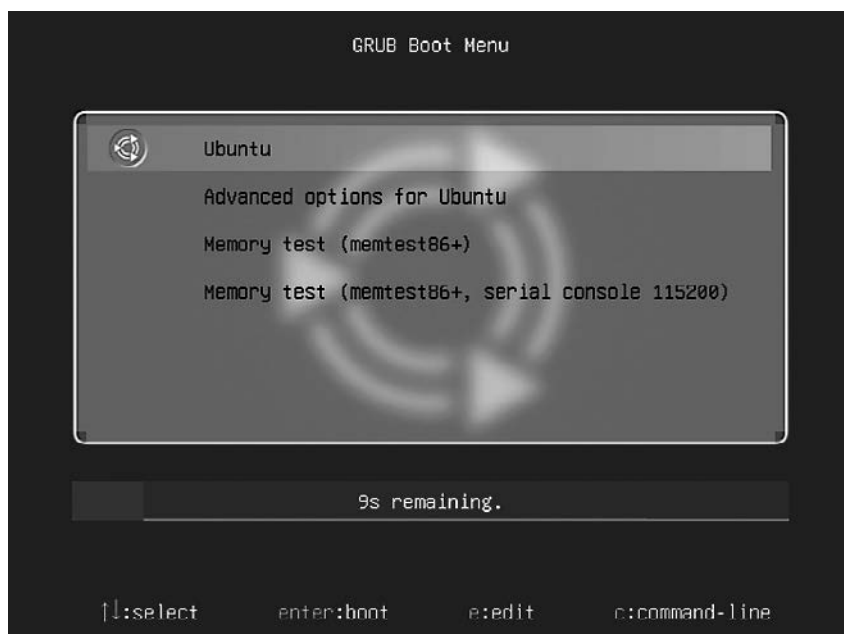 GRUB Boot Menu
Ubuntu
Advanced options for Ubuntu
Memory test (memtest86+)
Memory test (memtest86+, serial console 115200)
9s remaining.
↑↓:select enter:boot e:edit c:command-line